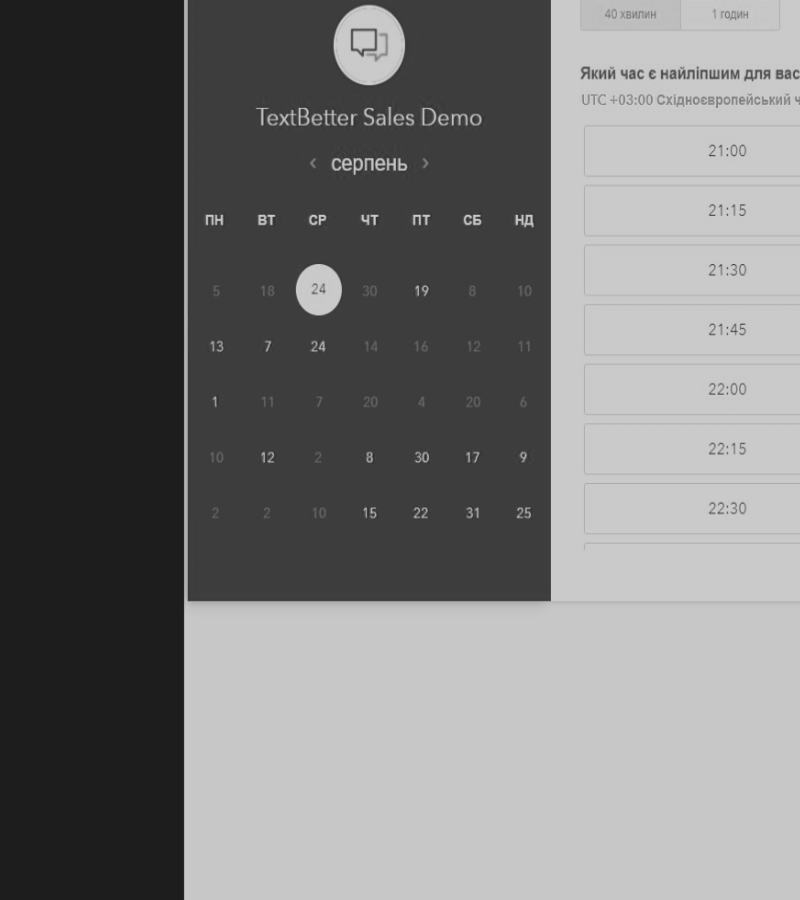 TextBetter Sales Demo
‹ серпень ›
ПН ВТ СР ЧТ ПТ СБ НД
5 18 24 30 19 8 10
13 7 24 14 16 12 11
1 11 7 20 4 20 6
10 12 2 8 30 17 9
2 2 10 15 22 31 25
40 хвилин 1 годин
Який час є найліпшим для вас
UTC +03:00 Східноєвропейський ч
21:00
21:15
21:30
21:45
22:00
22:15
22:30